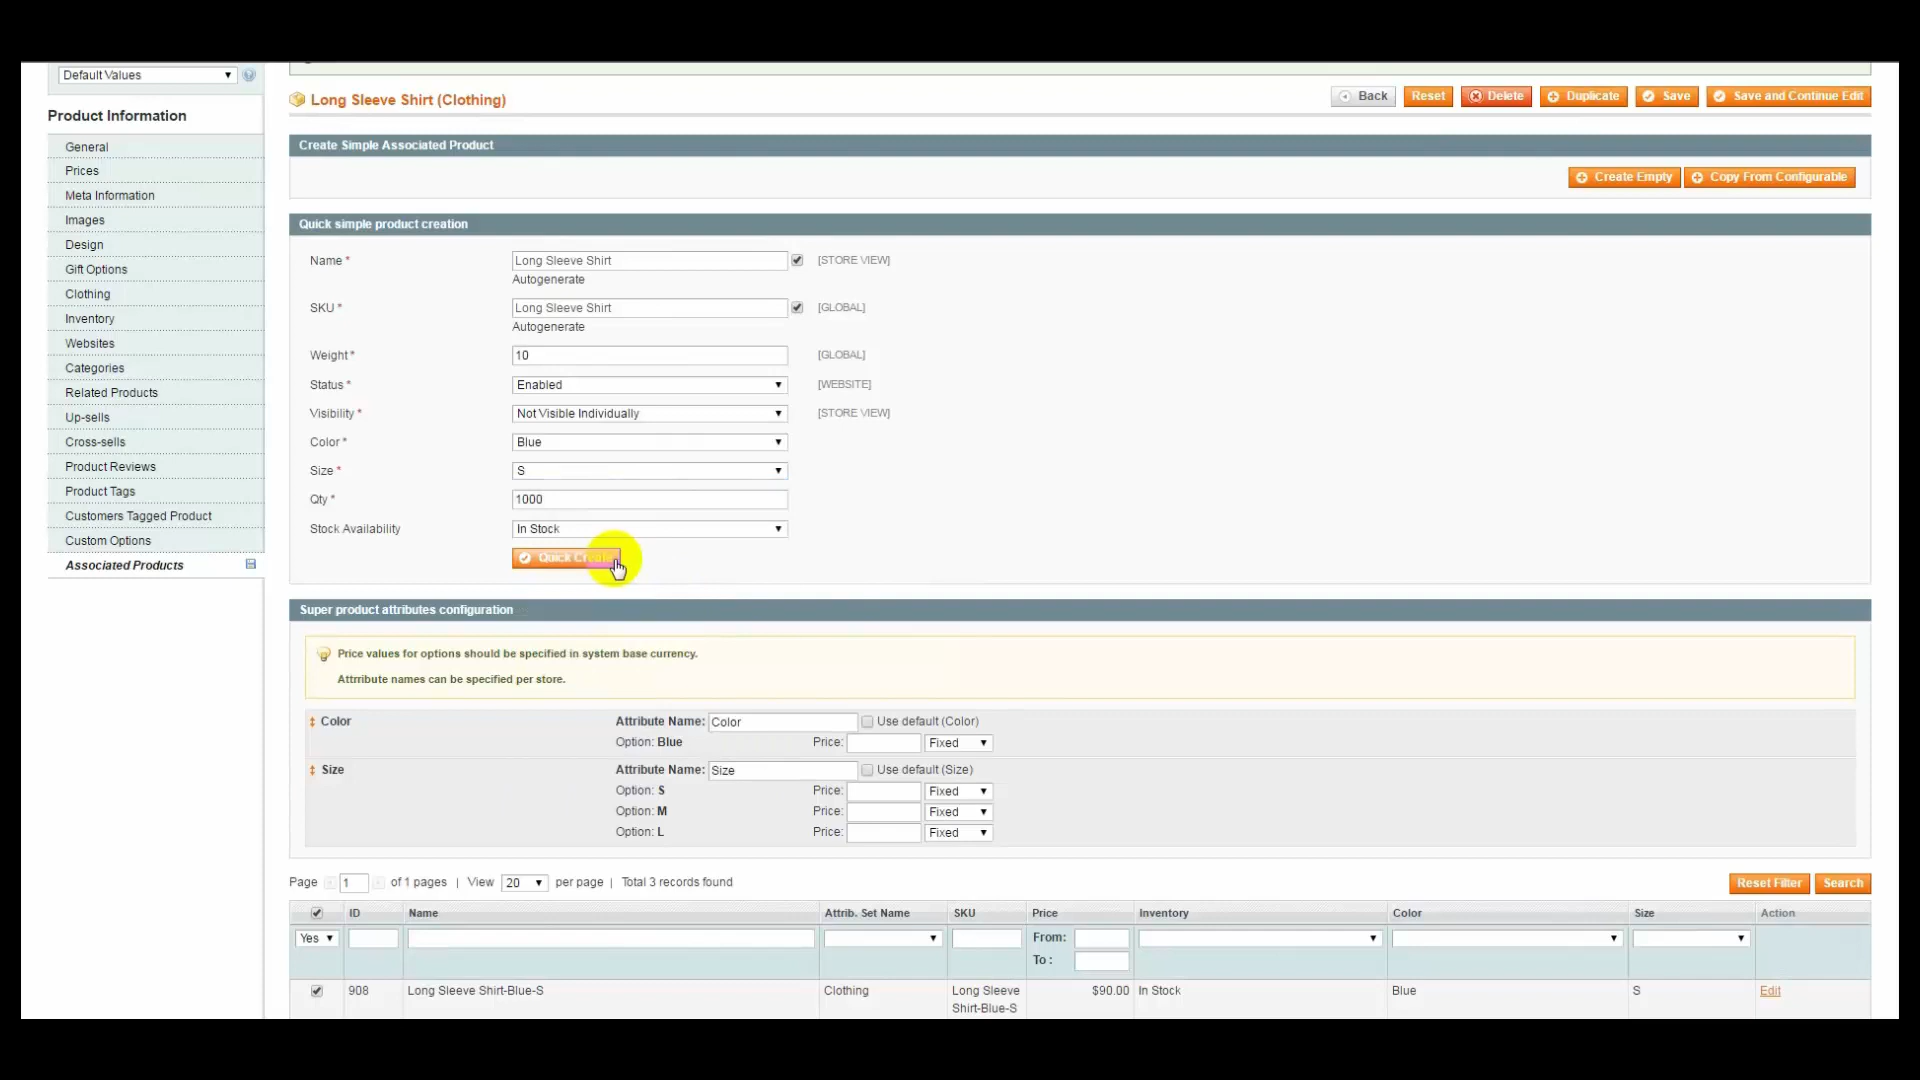 Default Values
Product Information
General
Prices
Meta Information
Images
Design
Gift Options
Clothing
Inventory
Websites
Categories
Related Products
Up-sells
Cross-sells
Product Reviews
Product Tags
Customers Tagged Product
Custom Options
Associated Products
Long Sleeve Shirt (Clothing)
Back Reset Delete Duplicate Save Save and Continue Edit
Create Simple Associated Product
Create Empty Copy From Configurable
Quick simple product creation
Name * Long Sleeve Shirt [STORE VIEW]
Autogenerate
SKU * Long Sleeve Shirt [GLOBAL]
Autogenerate
Weight * 10 [GLOBAL]
Status * Enabled [WEBSITE]
Visibility * Not Visible Individually [STORE VIEW]
Color * Blue
Size * S
Qty * 1000
Stock Availability In Stock
Quick Create
Super product attributes configuration
Price values for options should be specified in system base currency.
Attrribute names can be specified per store.
Color Attribute Name: Color Use default (Color)
Option: Blue Price: Fixed
Size Attribute Name: Size Use default (Size)
Option: S Price: Fixed
Option: M Price: Fixed
Option: L Price: Fixed
Page 1 of 1 pages | View 20 per page | Total 3 records found
Reset Filter Search
ID Name Attrib. Set Name SKU Price Inventory Color Size Action
Yes From:
To :
908 Long Sleeve Shirt-Blue-S Clothing Long Sleeve $90.00 In Stock Blue S Edit
Shirt-Blue-S